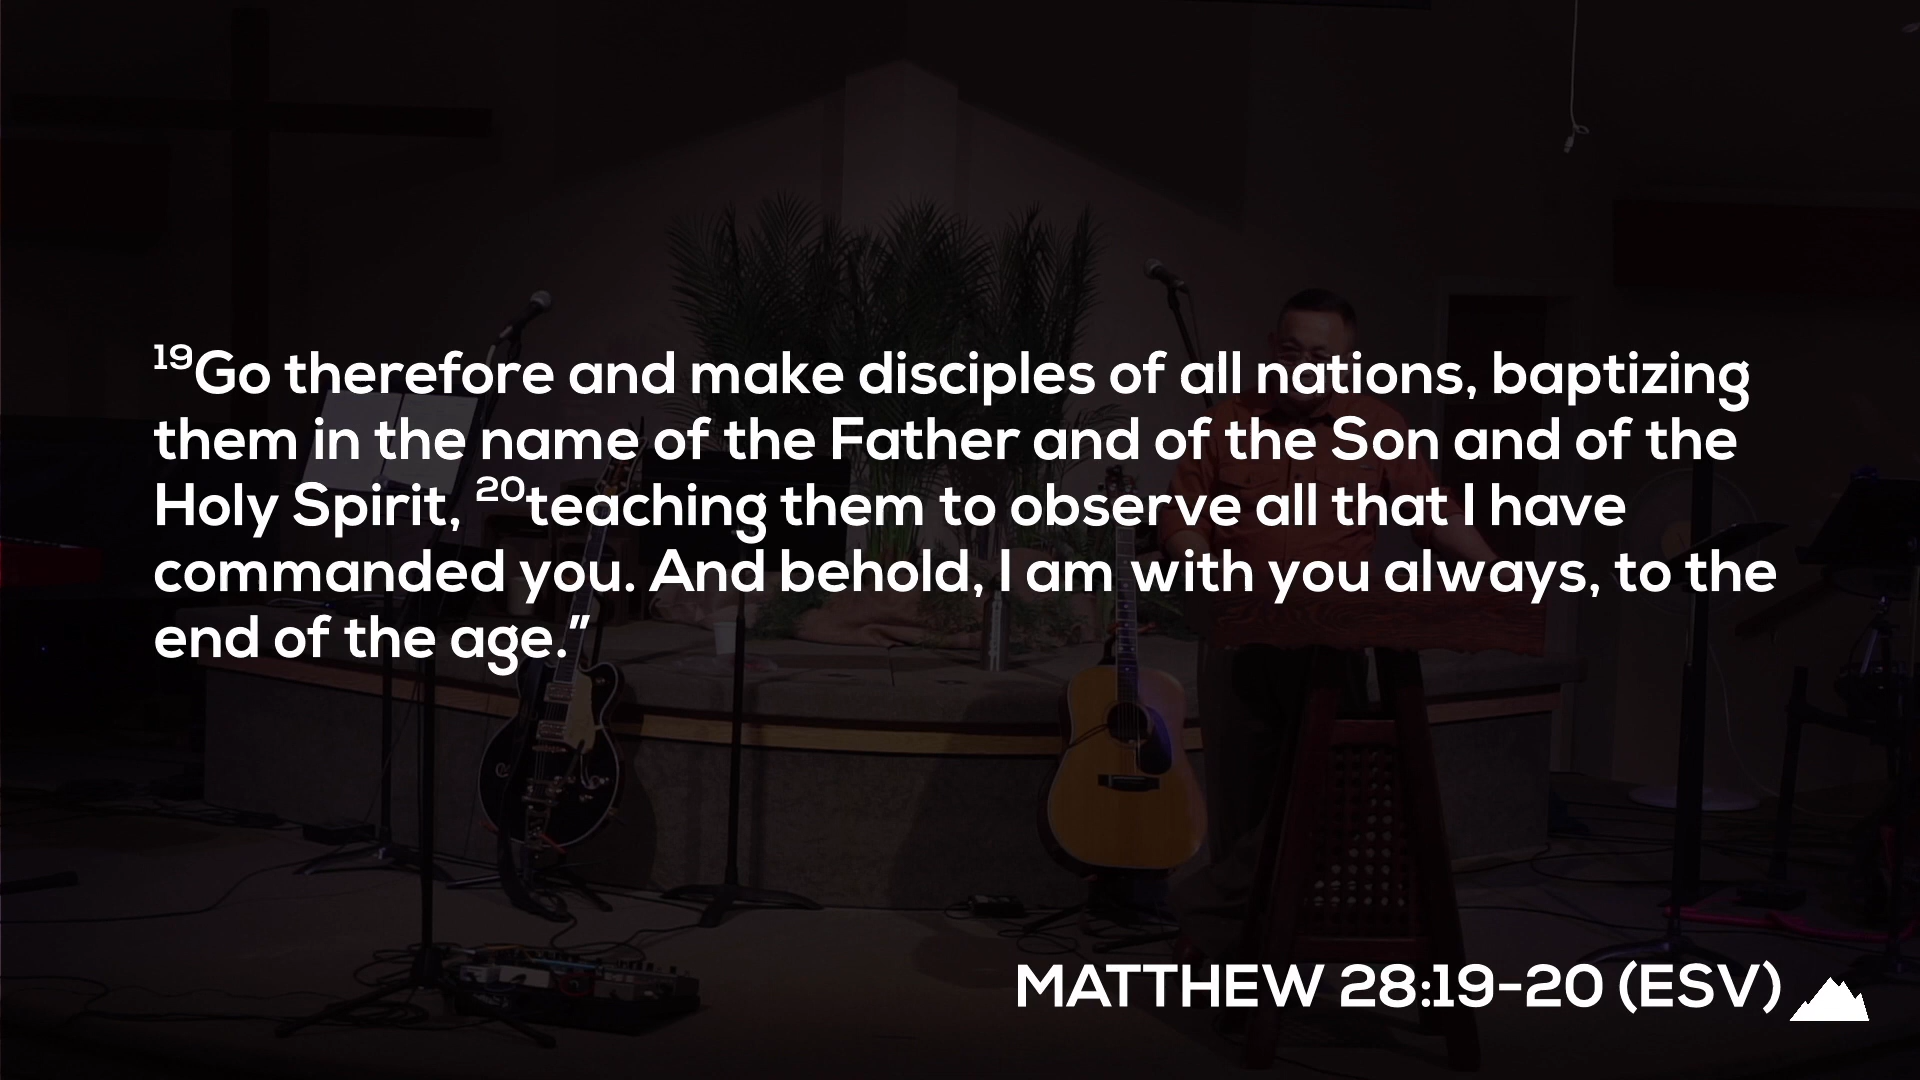 ¹⁹Go therefore and make disciples of all nations, baptizing
them in the name of the Father and of the Son and of the
Holy Spirit, ²⁰teaching them to observe all that I have
commanded you. And behold, I am with you always, to the
end of the age.”
MATTHEW 28:19-20 (ESV)